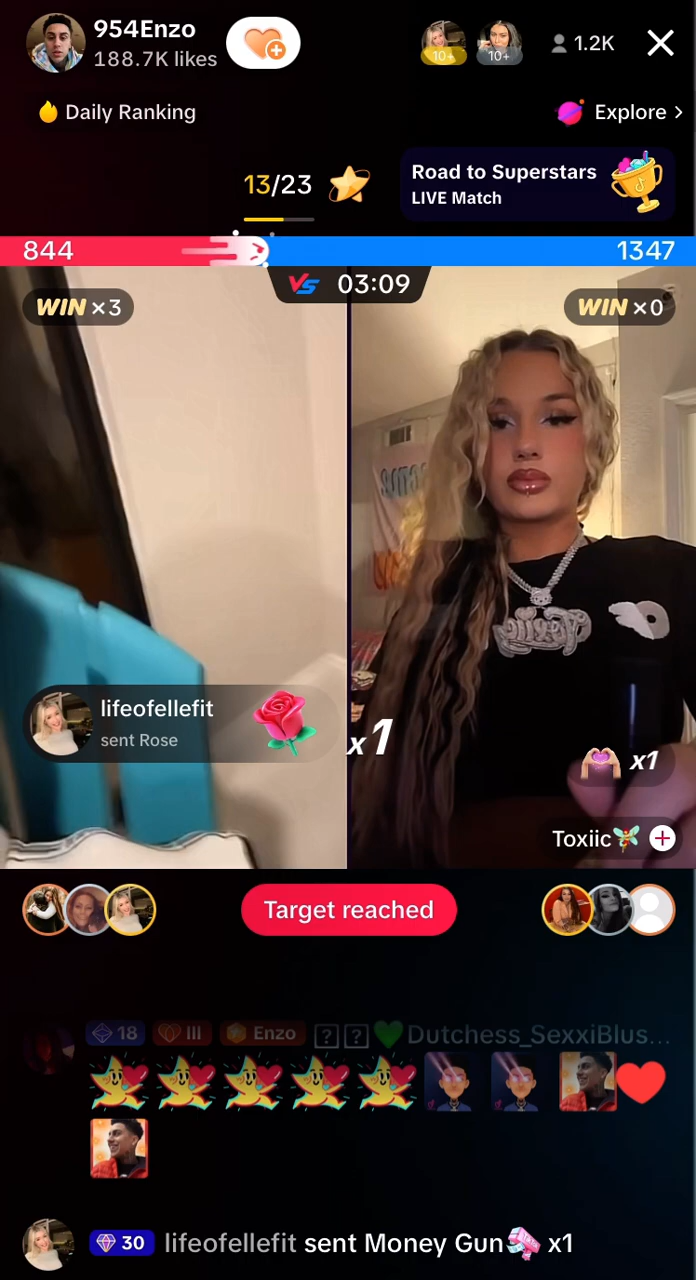 954Enzo
188.7K likes
10+
10+
1.2K
Daily Ranking
Explore >
13/23
Road to Superstars
LIVE Match
844
1347
VS 03:09
WIN ×3
WIN ×0
Toxiic
lifeofellefit
sent Rose
x1
x1
Toxiic
Target reached
18
III
Enzo
Dutchess_SexxiBlus...
30
lifeofellefit sent Money Gun x1